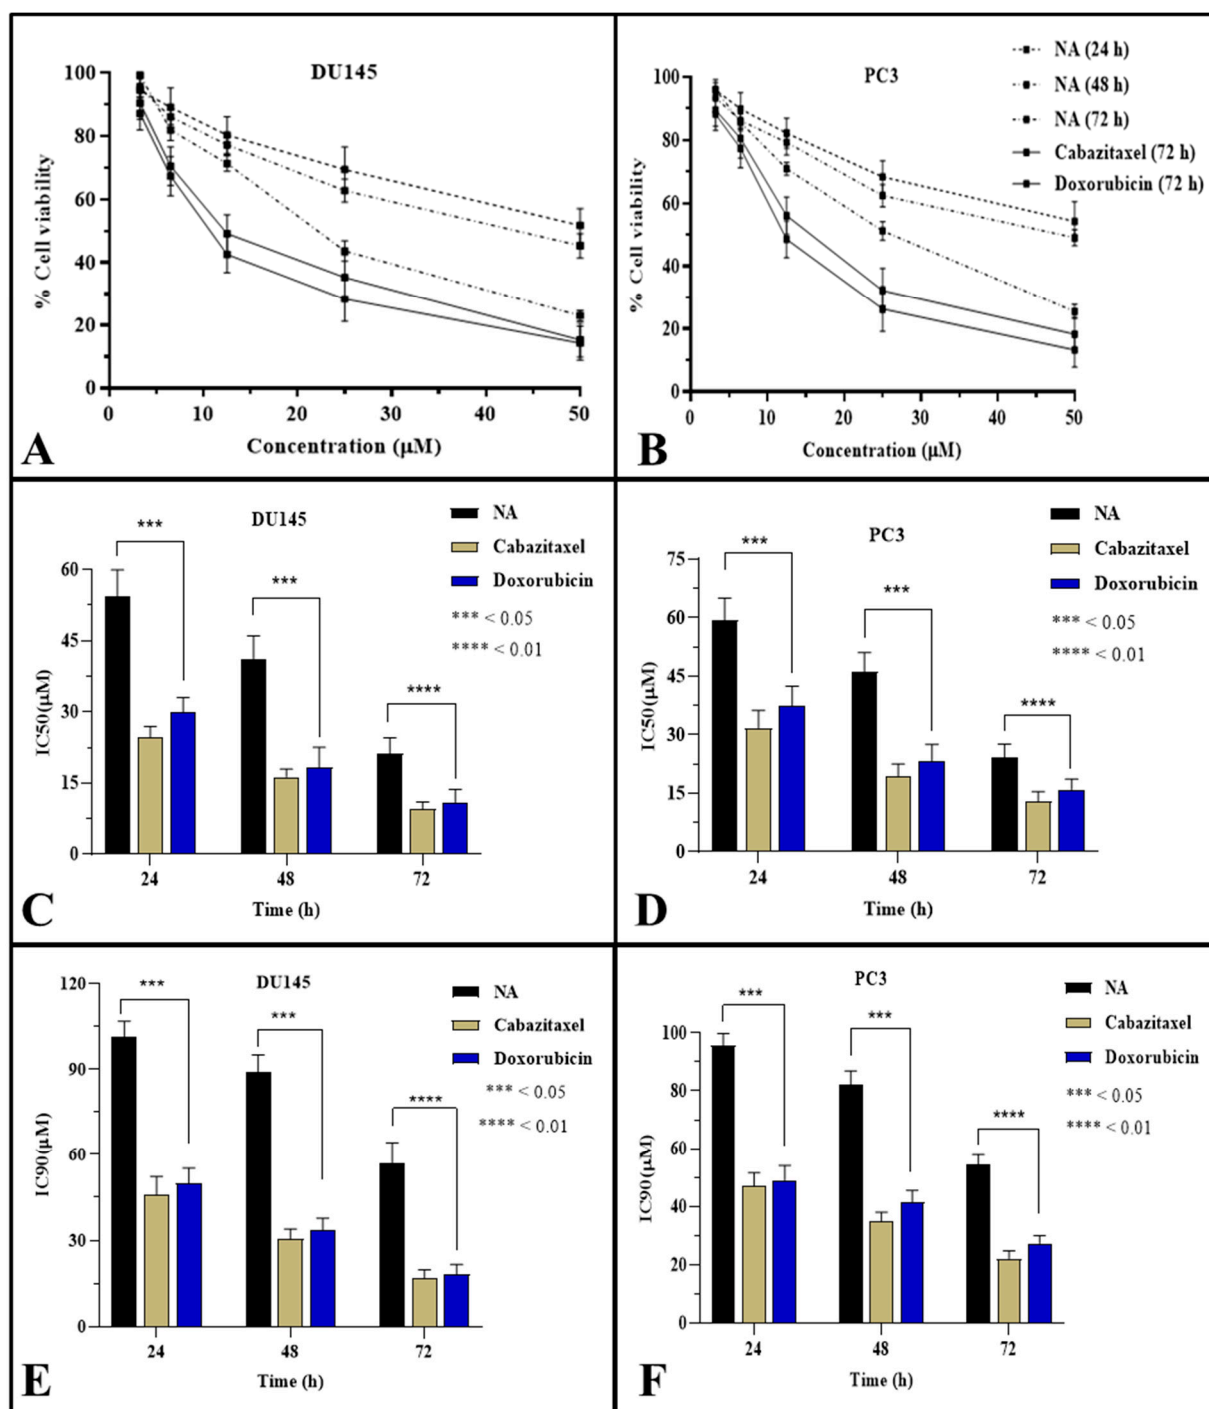 DU145
100
80
60
40
20
0
% Cell viability
0 10 20 30 40 50
Concentration (µM)
A
PC3
100
80
60
40
20
0
% Cell viability
0 10 20 30 40 50
Concentration (µM)
B
NA (24 h)
NA (48 h)
NA (72 h)
Cabazitaxel (72 h)
Doxorubicin (72 h)
DU145
***
***
****
60
45
30
15
0
IC50(µM)
24 48 72
Time (h)
C
NA
Cabazitaxel
Doxorubicin
*** < 0.05
**** < 0.01
PC3
***
***
****
75
60
45
30
15
0
IC50(µM)
24 48 72
Time (h)
D
NA
Cabazitaxel
Doxorubicin
*** < 0.05
**** < 0.01
DU145
***
***
****
120
90
60
30
0
IC90(µM)
24 48 72
Time (h)
E
NA
Cabazitaxel
Doxorubicin
*** < 0.05
**** < 0.01
PC3
***
***
****
100
80
60
40
20
0
IC90(µM)
24 48 72
Time (h)
F
NA
Cabazitaxel
Doxorubicin
*** < 0.05
**** < 0.01